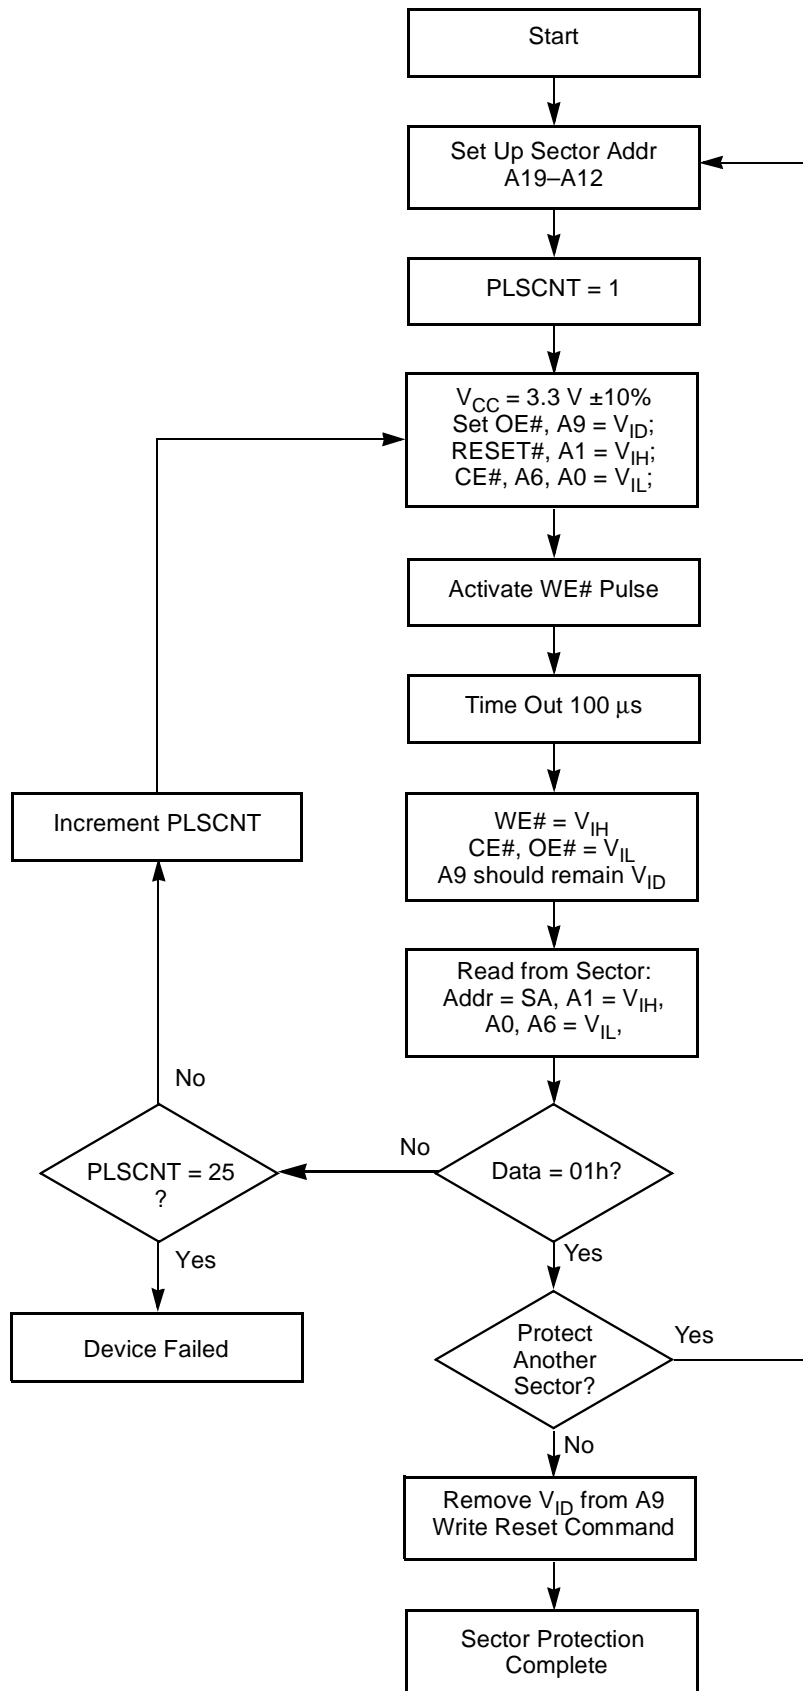 Start
Set Up Sector Addr
A19–A12
PLSCNT = 1
VCC = 3.3 V ±10%
Set OE#, A9 = VID;
RESET#, A1 = VIH;
CE#, A6, A0 = VIL;
Activate WE# Pulse
Time Out 100 µs
Increment PLSCNT
WE# = VIH
CE#, OE# = VIL
A9 should remain VID
Read from Sector:
Addr = SA, A1 = VIH,
A0, A6 = VIL,
No
No
PLSCNT = 25
?
Data = 01h?
Yes
Yes
Device Failed
Protect
Another
Sector?
Yes
No
Remove VID from A9
Write Reset Command
Sector Protection
Complete